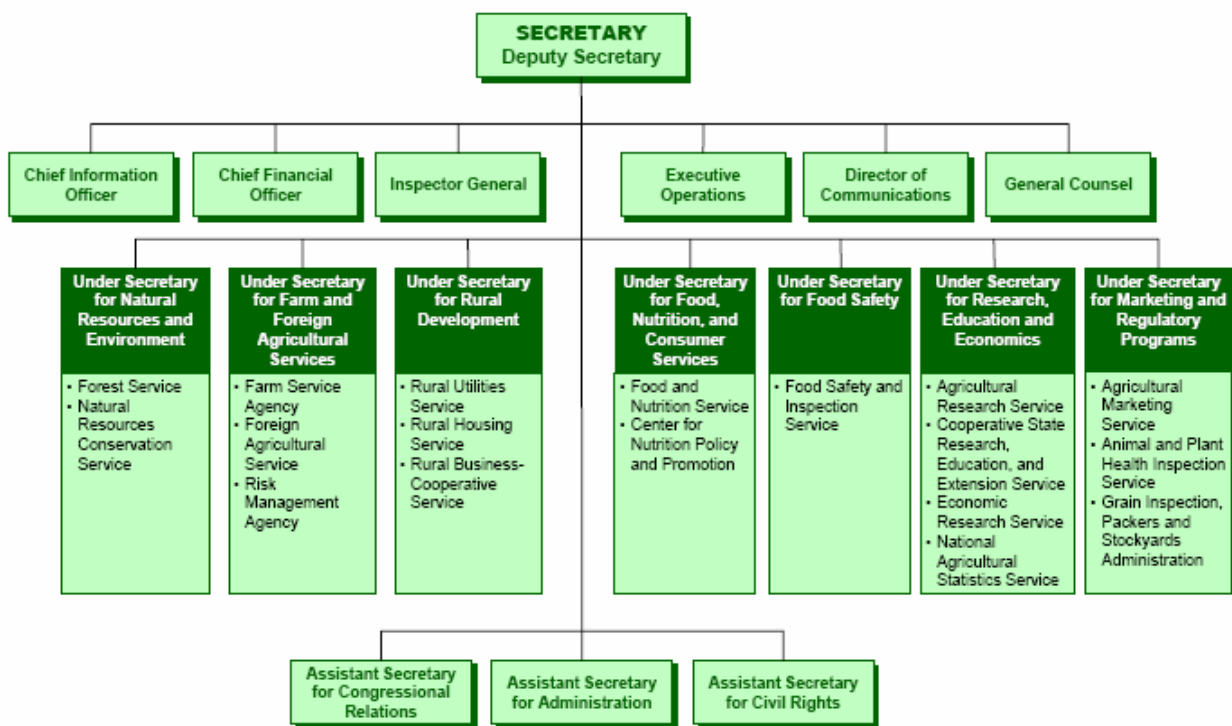 SECRETARY
Deputy Secretary
Chief Information
Officer
Chief Financial
Officer
Inspector General
Executive
Operations
Director of
Communications
General Counsel
Under Secretary
for Natural
Resources and
Environment
• Forest Service
• Natural
Resources
Conservation
Service
Under Secretary
for Farm and
Foreign
Agricultural
Services
• Farm Service
Agency
• Foreign
Agricultural
Service
• Risk
Management
Agency
Under Secretary
for Rural
Development
• Rural Utilities
Service
• Rural Housing
Service
• Rural Business-
Cooperative
Service
Under Secretary
for Food,
Nutrition, and
Consumer
Services
• Food and
Nutrition Service
• Center for
Nutrition Policy
and Promotion
Under Secretary
for Food Safety
• Food Safety and
Inspection
Service
Under Secretary
for Research,
Education and
Economics
• Agricultural
Research Service
• Cooperative State
Research,
Education, and
Extension Service
• Economic
Research Service
• National
Agricultural
Statistics Service
Under Secretary
for Marketing and
Regulatory
Programs
• Agricultural
Marketing
Service
• Animal and Plant
Health Inspection
Service
• Grain Inspection,
Packers and
Stockyards
Administration
Assistant Secretary
for Congressional
Relations
Assistant Secretary
for Administration
Assistant Secretary
for Civil Rights